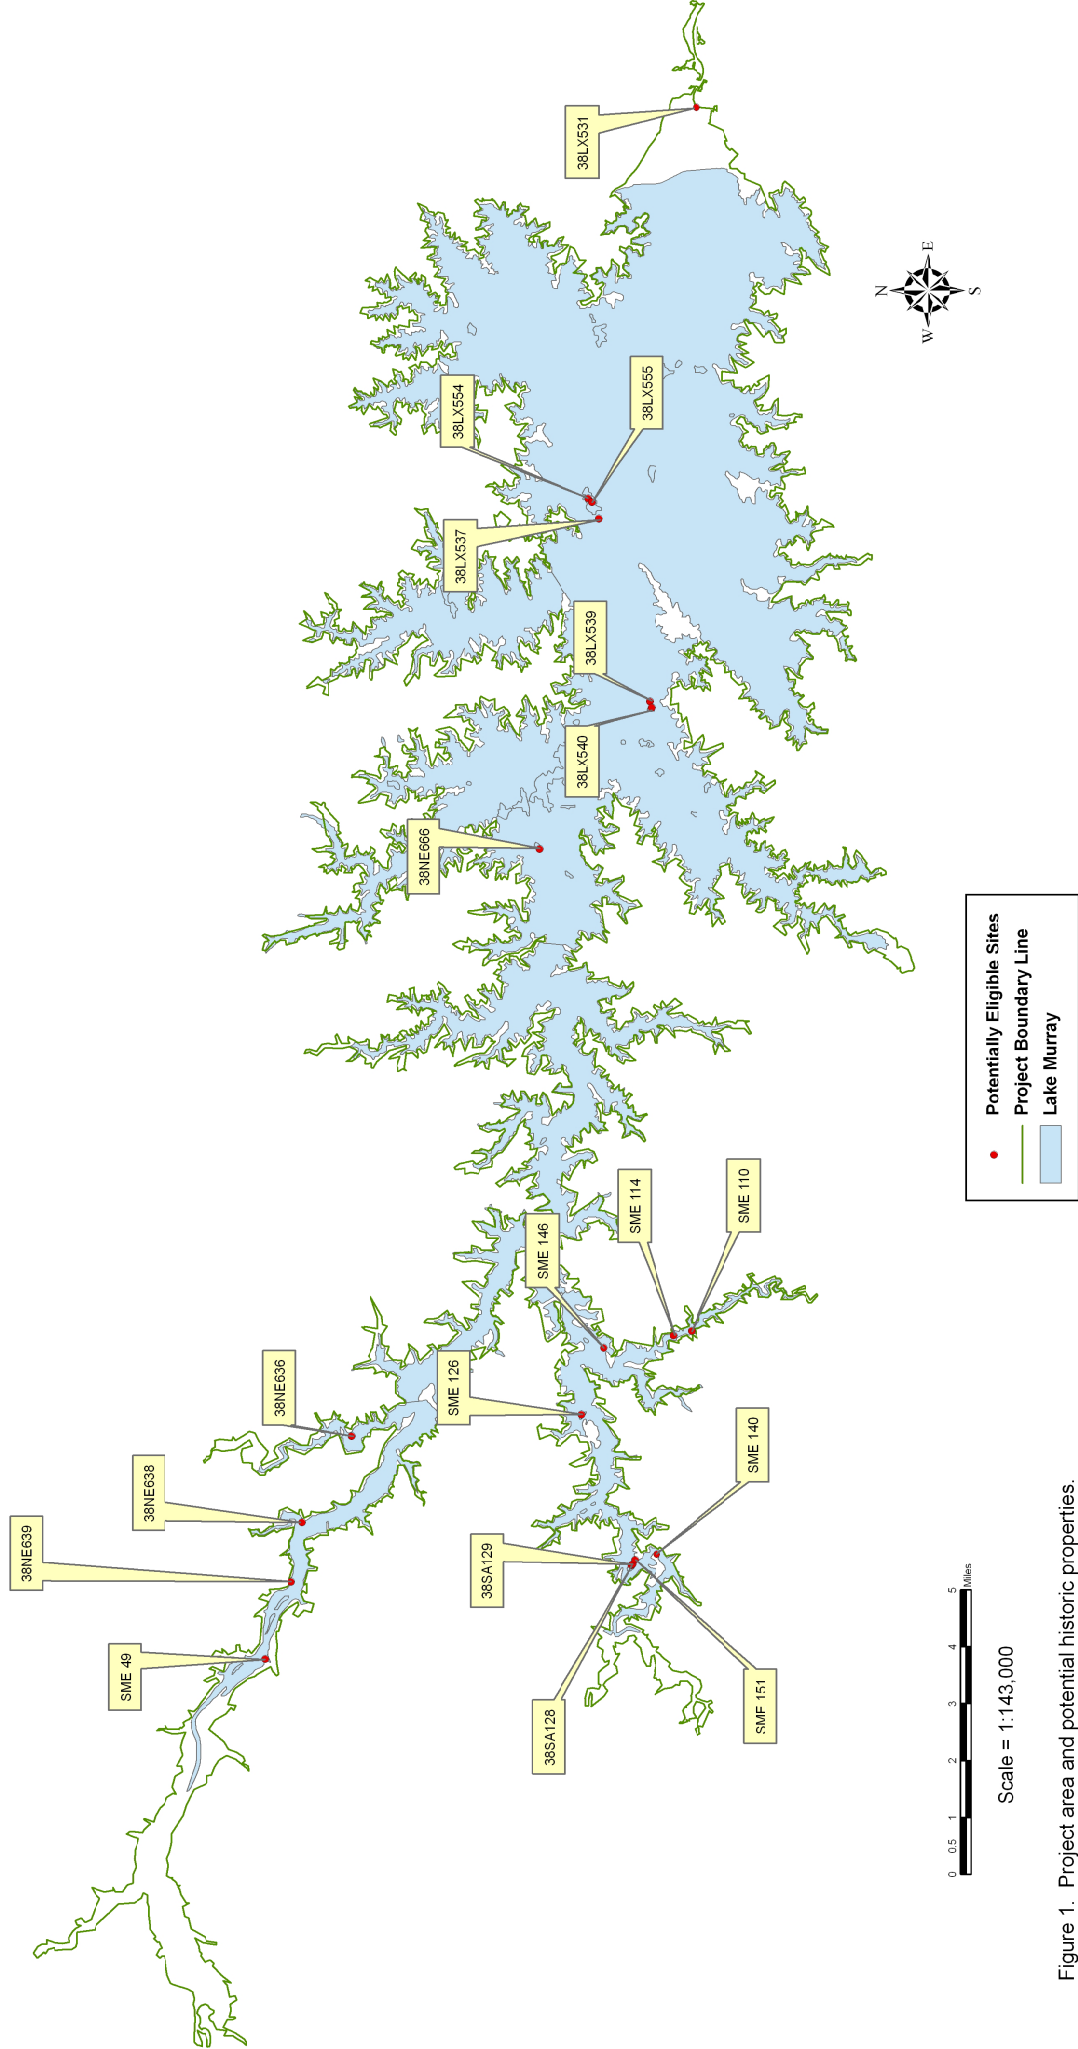 38NE639
38NE638
SME 49
38NE636
SME 126
38SA129
38SA128
SME 151
SME 140
SME 146
SME 114
SME 110
38NE666
38LX540
38LX539
38LX537
38LX554
38LX555
38LX531
N
W
E
S
Potentially Eligible Sites
Project Boundary Line
Lake Murray
0 0.5 1 2 3 4 5
Miles
Scale = 1:143,000
Figure 1. Project area and potential historic properties.